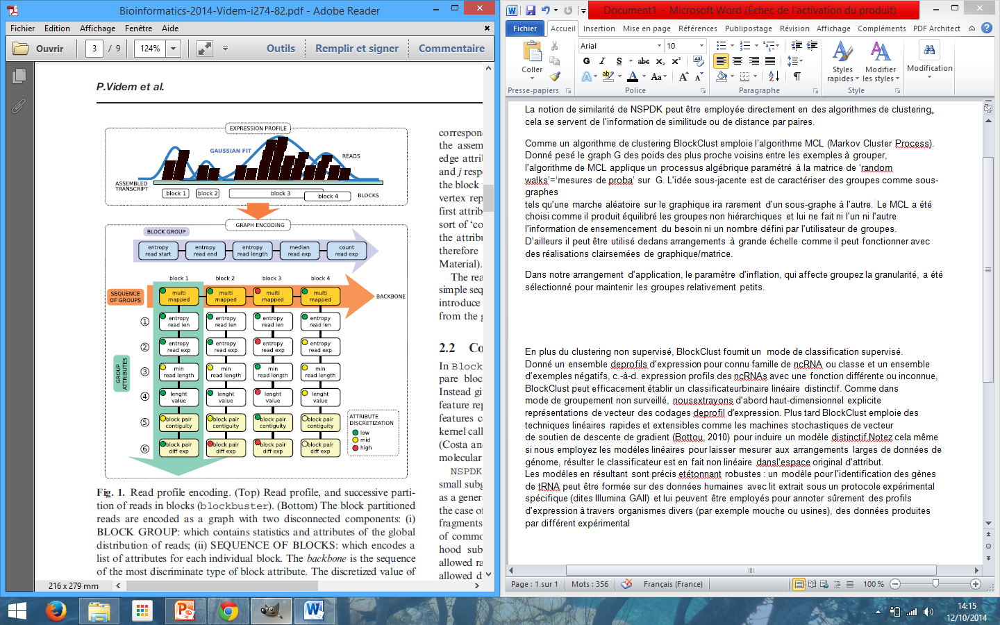 Bioinformatics-2014-Videm-i274-82.pdf - Adobe Reader
Fichier Edition Affichage Fenêtre Aide
Ouvrir 3 / 9 124% Outils Remplir et signer Commentaire
P.Videm et al.
EXPRESSION PROFILE
GAUSSIAN FIT
READS
ASSEMBLED
TRANSCRIPT
block 1 block 2 block 3 block 4 BLOCKS
GRAPH ENCODING
BLOCK GROUP
entropy read start
entropy read end
entropy read length
median read exp
count read exp
block 1 block 2 block 3 block 4
SEQUENCE
OF GROUPS
multi mapped multi mapped multi mapped multi mapped BACKBONE
① entropy read len entropy read len entropy read len entropy read len
② entropy read exp entropy read exp entropy read exp entropy read exp
③ min read length min read length min read length min read length
④ lenght value lenght value lenght value lenght value
⑤ block pair contiguity block pair contiguity block pair contiguity block pair contiguity
⑥ block pair diff exp block pair diff exp block pair diff exp block pair diff exp
GROUP
ATTRIBUTES
ATTRIBUTE
DISCRETIZATION
low
mid
high
Fig. 1. Read profile encoding. (Top) Read profile, and successive parti-
tion of reads in blocks (blockbuster). (Bottom) The block partitioned
reads are encoded as a graph with two disconnected components: (i)
BLOCK GROUP: which contains statistics and attributes of the global
distribution of reads; (ii) SEQUENCE OF BLOCKS: which encodes a
list of attributes for each individual block. The backbone is the sequence
of the most discriminate type of block attribute. The discretized value of
correspon
the assem
edge attrib
and j resp
the block
vertex rep
first attrib
sort of ‘co
the attribu
therefore
Material).
The rea
simple seq
introduce
from the g
2.2 Co
In Block
pare bloc
Instead gi
feature rep
features co
kernel call
(Costa and
molecular
NSPDK
small subg
as a genera
the case of
fragments
of commo
hood sub
allowed ra
allowed di
216 x 279 mm
Document1 - Microsoft Word (Échec de l'activation du produit)
Fichier Accueil Insertion Mise en page Références Publipostage Révision Affichage Compléments PDF Architect
Coller
Arial 10
G I S abc x₂ x²
A ab A Aa A A
Styles rapides
Modifier les styles
Modification
Presse-papiers Police Paragraphe Style
La notion de similarité de NSPDK peut être employée directement en des algorithmes de clustering,
cela se servent de l'information de similitude ou de distance par paires.
Comme un algorithme de clustering BlockClust emploie l’algorithme MCL (Markov Cluster Process).
Donné pesé le graph G des poids des plus proche voisins entre les exemples à grouper,
l'algorithme de MCL applique un processus algébrique paramétré à la matrice de ‘random
walks’=‘mesures de proba’ sur G. L'idée sous-jacente est de caractériser des groupes comme sous-
graphes
tels qu'une marche aléatoire sur le graphique ira rarement d'un sous-graphe à l'autre. Le MCL a été
choisi comme il produit équilibré les groupes non hiérarchiques et lui ne fait ni l'un ni l'autre
l'information de ensemencement du besoin ni un nombre défini par l'utilisateur de groupes.
D'ailleurs il peut être utilisé dedans arrangements à grande échelle comme il peut fonctionner avec
des réalisations clairsemées de graphique/matrice.
Dans notre arrangement d'application, le paramètre d'inflation, qui affecte groupez la granularité, a été
sélectionné pour maintenir les groupes relativement petits.
En plus du clustering non supervisé, BlockClust fournit un mode de classification supervisé.
Donné un ensemble deprofils d'expression pour connu famille de ncRNA ou classe et un ensemble
d'exemples négatifs, c.-à-d. expression profils des ncRNAs avec une fonction différente ou inconnue,
BlockClust peut efficacement établir un classificateurbinaire linéaire distinctif. Comme dans
mode de groupement non surveillé, nousextrayons d'abord haut-dimensionnel explicite
représentations de vecteur des codages deprofil d'expression. Plus tard BlockClust emploie des
techniques linéaires rapides et extensibles comme les machines stochastiques de vecteur
de soutien de descente de gradient (Bottou, 2010) pour induire un modèle distinctif.Notez cela même
si nous employez les modèles linéaires pour laisser mesurer aux arrangements larges de données de
génome, résulter le classificateur est en fait non linéaire dansl'espace original d'attribut.
Les modèles en résultant sont précis etétonnant robustes : un modèle pour l'identification des gènes
de tRNA peut être formée sur des données humaines avec lit extrait sous un protocole expérimental
spécifique (dites Illumina GAII) et lui peuvent être employés pour annoter sûrement des profils
d'expression à travers organismes divers (par exemple mouche ou usines), des données produites
par différent expérimental
Page : 1 sur 1 Mots : 356 Français (France) 100 %
14:15
12/10/2014